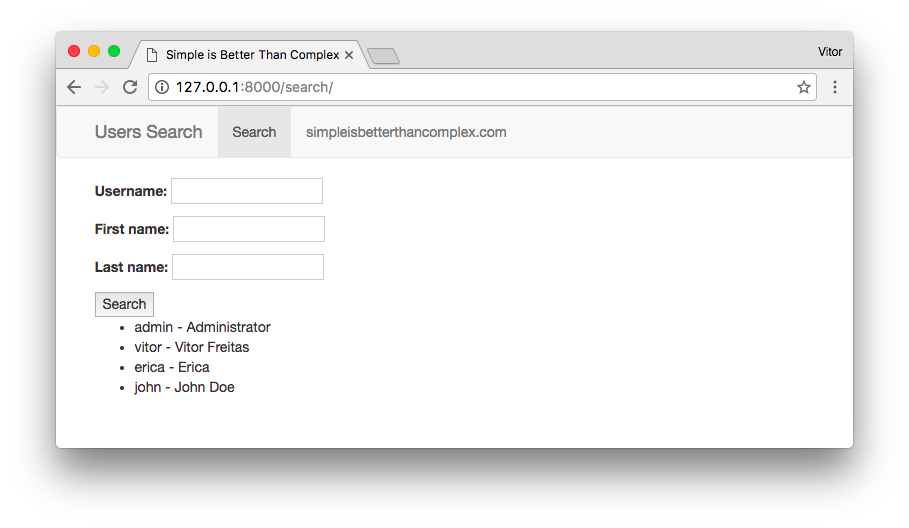 Simple is Better Than Complex
Vitor
127.0.0.1:8000/search/
Users Search Search simpleisbetterthancomplex.com
Username:
First name:
Last name:
Search
• admin - Administrator
• vitor - Vitor Freitas
• erica - Erica
• john - John Doe